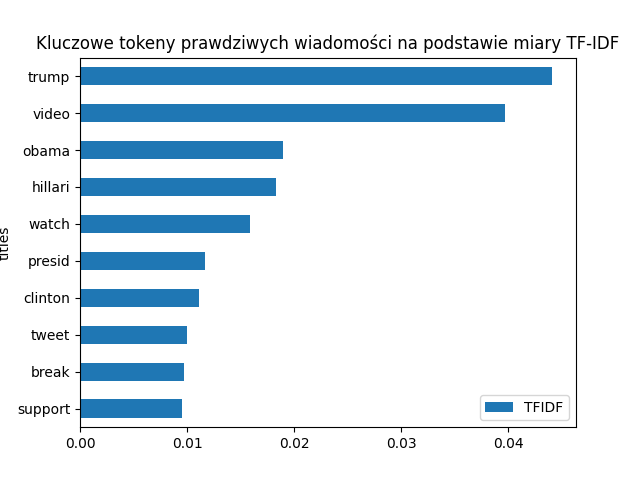 Kluczowe tokeny prawdziwych wiadomości na podstawie miary TF-IDF
trump
video
obama
hillari
watch
presid
clinton
tweet
break
support
titles
TFIDF
0.00 0.01 0.02 0.03 0.04